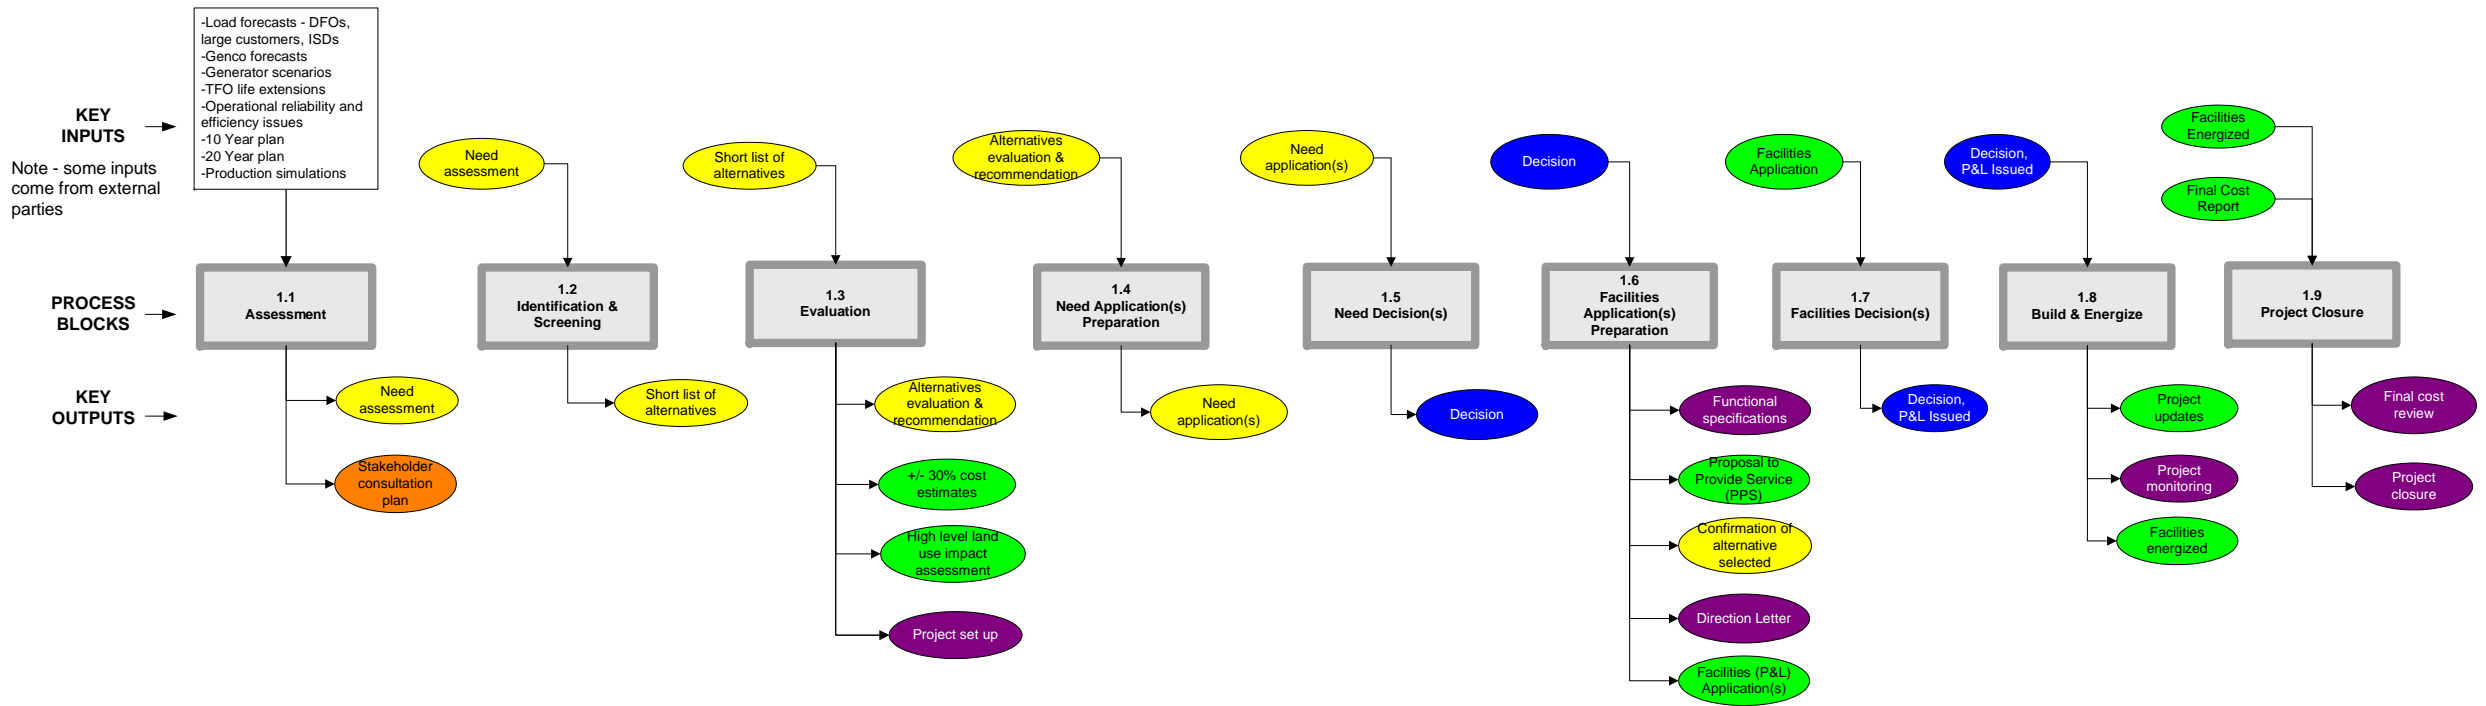 -Load forecasts - DFOs,
large customers, ISDs
-Genco forecasts
-Generator scenarios
-TFO life extensions
-Operational reliability and
efficiency issues
-10 Year plan
-20 Year plan
-Production simulations
KEY
INPUTS
Note - some inputs
come from external
parties
Need
assessment
Short list of
alternatives
Alternatives
evaluation &
recommendation
Need
application(s)
Decision
Facilities
Application
Decision,
P&L Issued
Facilities
Energized
Final Cost
Report
PROCESS
BLOCKS
1.1
Assessment
1.2
Identification &
Screening
1.3
Evaluation
1.4
Need Application(s)
Preparation
1.5
Need Decision(s)
1.6
Facilities
Application(s)
Preparation
1.7
Facilities Decision(s)
1.8
Build & Energize
1.9
Project Closure
KEY
OUTPUTS
Need
assessment
Stakeholder
consultation
plan
Short list of
alternatives
Alternatives
evaluation &
recommendation
+/- 30% cost
estimates
High level land
use impact
assessment
Project set up
Need
application(s)
Decision
Functional
specifications
Proposal to
Provide Service
(PPS)
Confirmation of
alternative
selected
Direction Letter
Facilities (P&L)
Application(s)
Decision,
P&L Issued
Project
updates
Project
monitoring
Facilities
energized
Final cost
review
Project
closure